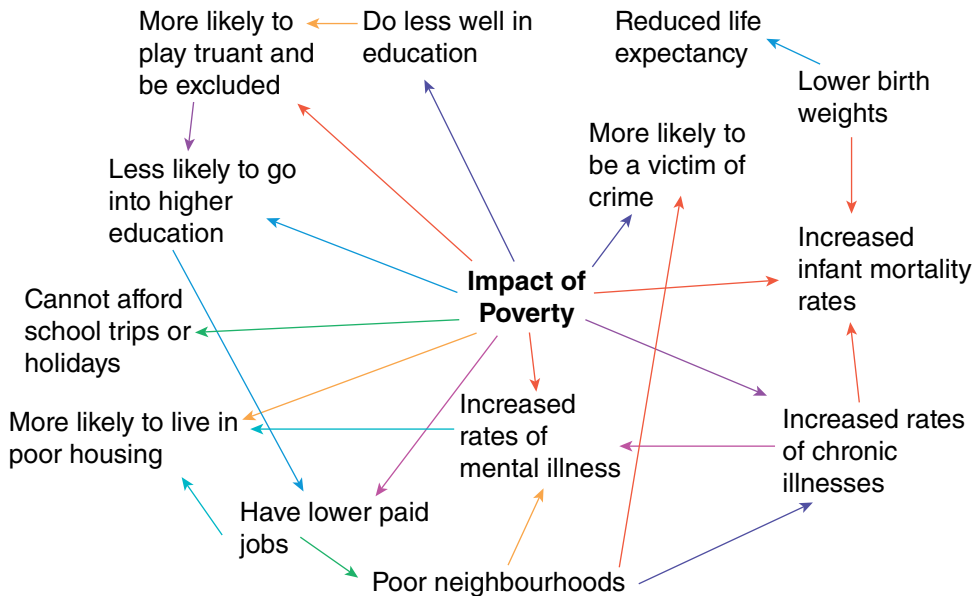 More likely to
play truant and
be excluded
Do less well in
education
Reduced life
expectancy
Lower birth
weights
More likely to
be a victim of
crime
Less likely to go
into higher
education
Increased
infant mortality
rates
Impact of
Poverty
Cannot afford
school trips or
holidays
More likely to live in
poor housing
Increased
rates of
mental illness
Increased rates
of chronic
illnesses
Have lower paid
jobs
Poor neighbourhoods